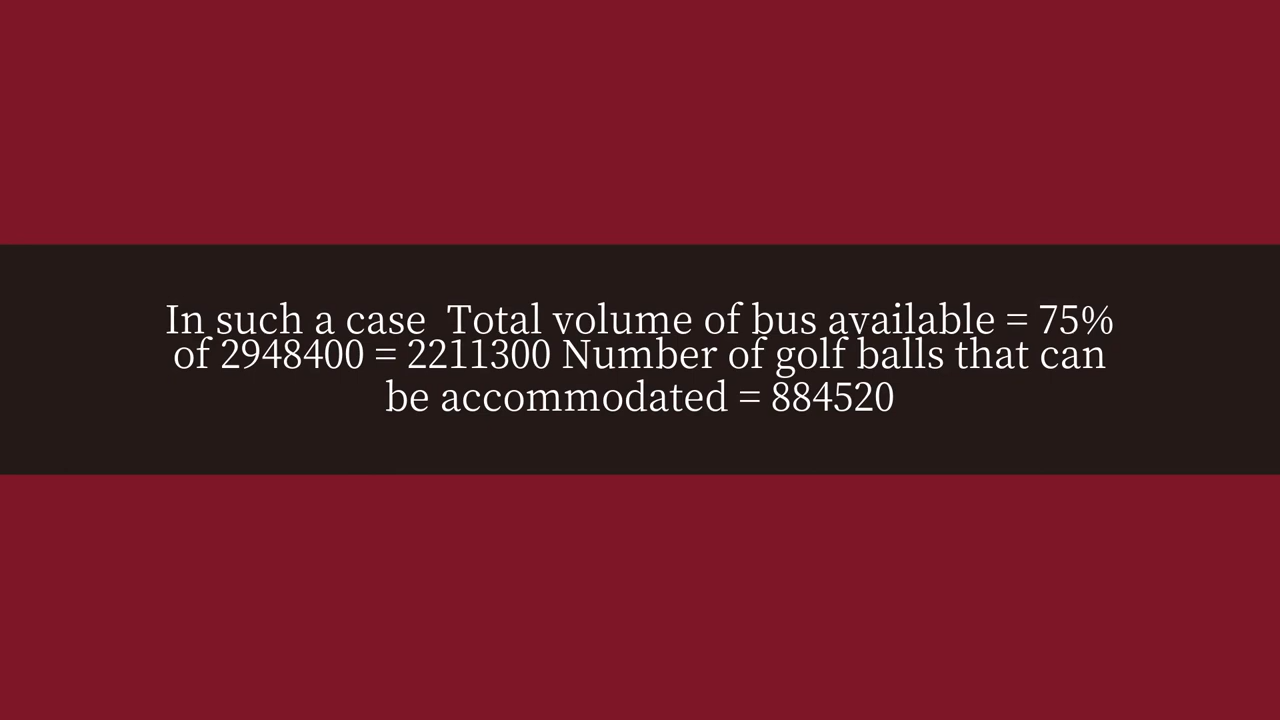 In such a case  Total volume of bus available = 75%
of 2948400 = 2211300 Number of golf balls that can
be accommodated = 884520